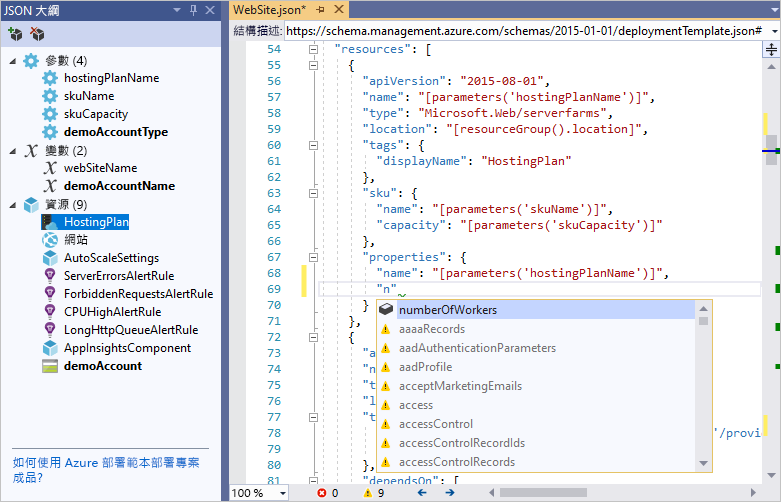 JSON 大綱
參數 (4)
hostingPlanName
skuName
skuCapacity
demoAccountType
變數 (2)
webSiteName
demoAccountName
資源 (9)
HostingPlan
網站
AutoScaleSettings
ServerErrorsAlertRule
ForbiddenRequestsAlertRule
CPUHighAlertRule
LongHttpQueueAlertRule
AppInsightsComponent
demoAccount
如何使用 Azure 部署範本部署專案
成品?
WebSite.json*
結構描述: https://schema.management.azure.com/schemas/2015-01-01/deploymentTemplate.json#
54 "resources": [
55 {
56 "apiVersion": "2015-08-01",
57 "name": "[parameters('hostingPlanName')]",
58 "type": "Microsoft.Web/serverfarms",
59 "location": "[resourceGroup().location]",
60 "tags": {
61 "displayName": "HostingPlan"
62 },
63 "sku": {
64 "name": "[parameters('skuName')]",
65 "capacity": "[parameters('skuCapacity')]"
66 },
67 "properties": {
68 "name": "[parameters('hostingPlanName')]",
69 "n"
70 }
71 },
72 {
73 "a
74 "n
75 "t
76 "l
77 "t
78 '/provi
79
80 },
81 "dependsOn": [
numberOfWorkers
aaaaRecords
aadAuthenticationParameters
aadProfile
acceptMarketingEmails
access
accessControl
accessControlRecordIds
accessControlRecords
100 % 0 9